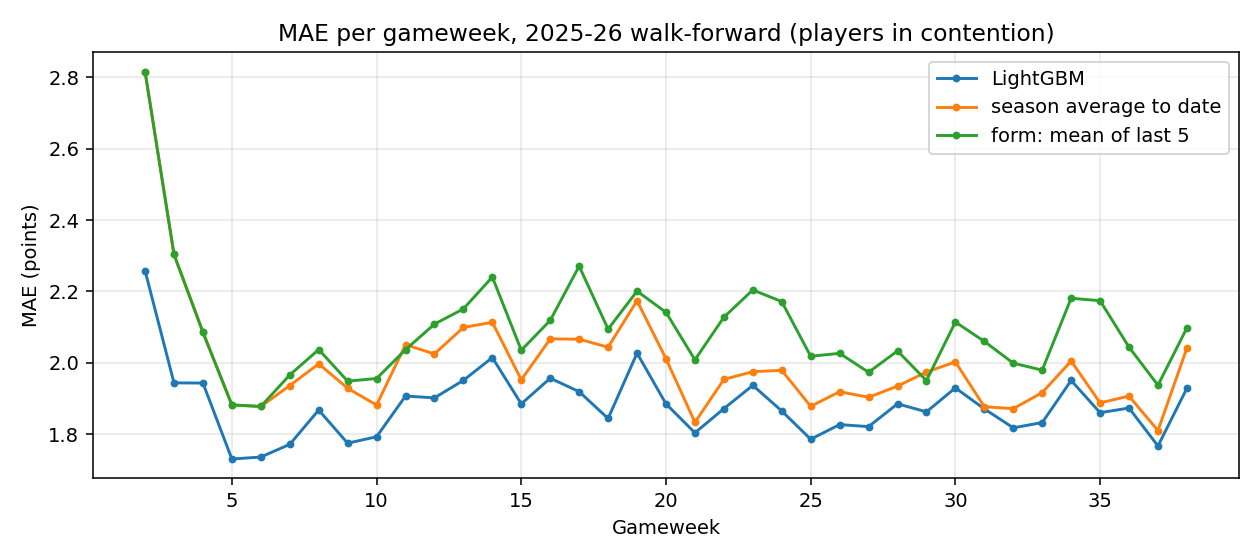 MAE per gameweek, 2025-26 walk-forward (players in contention)
LightGBM
season average to date
form: mean of last 5
MAE (points)
2.8
2.6
2.4
2.2
2.0
1.8
5 10 15 20 25 30 35
Gameweek